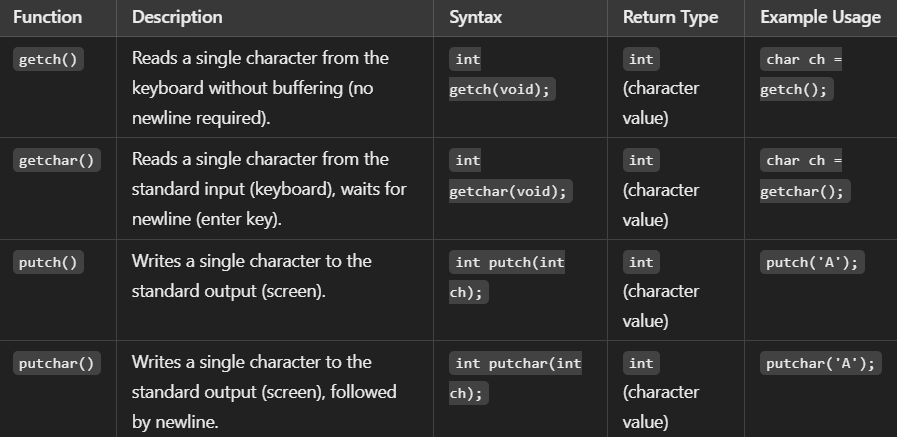 Function Description Syntax Return Type Example Usage
getch() Reads a single character from the int int char ch =
keyboard without buffering (no getch(void); (character getch();
newline required). value)
getchar() Reads a single character from the int int char ch =
standard input (keyboard), waits for getchar(void); (character getchar();
newline (enter key). value)
putch() Writes a single character to the int putch(int int putch('A');
standard output (screen). ch); (character
value)
putchar() Writes a single character to the int putchar(int int putchar('A');
standard output (screen), followed ch); (character
by newline. value)